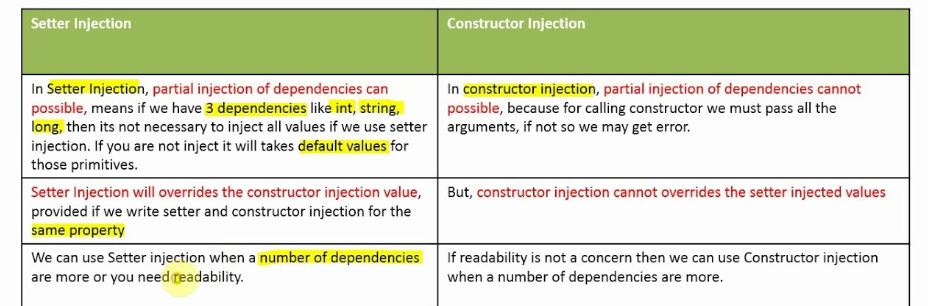 Setter Injection
Constructor Injection
In Setter Injection, partial injection of dependencies can
possible, means if we have 3 dependencies like int, string,
long, then its not necessary to inject all values if we use setter
injection. If you are not inject it will takes default values for
those primitives.
In constructor injection, partial injection of dependencies cannot
possible, because for calling constructor we must pass all the
arguments, if not so we may get error.
Setter Injection will overrides the constructor injection value,
provided if we write setter and constructor injection for the
same property
But, constructor injection cannot overrides the setter injected values
We can use Setter injection when a number of dependencies
are more or you need readability.
If readability is not a concern then we can use Constructor injection
when a number of dependencies are more.